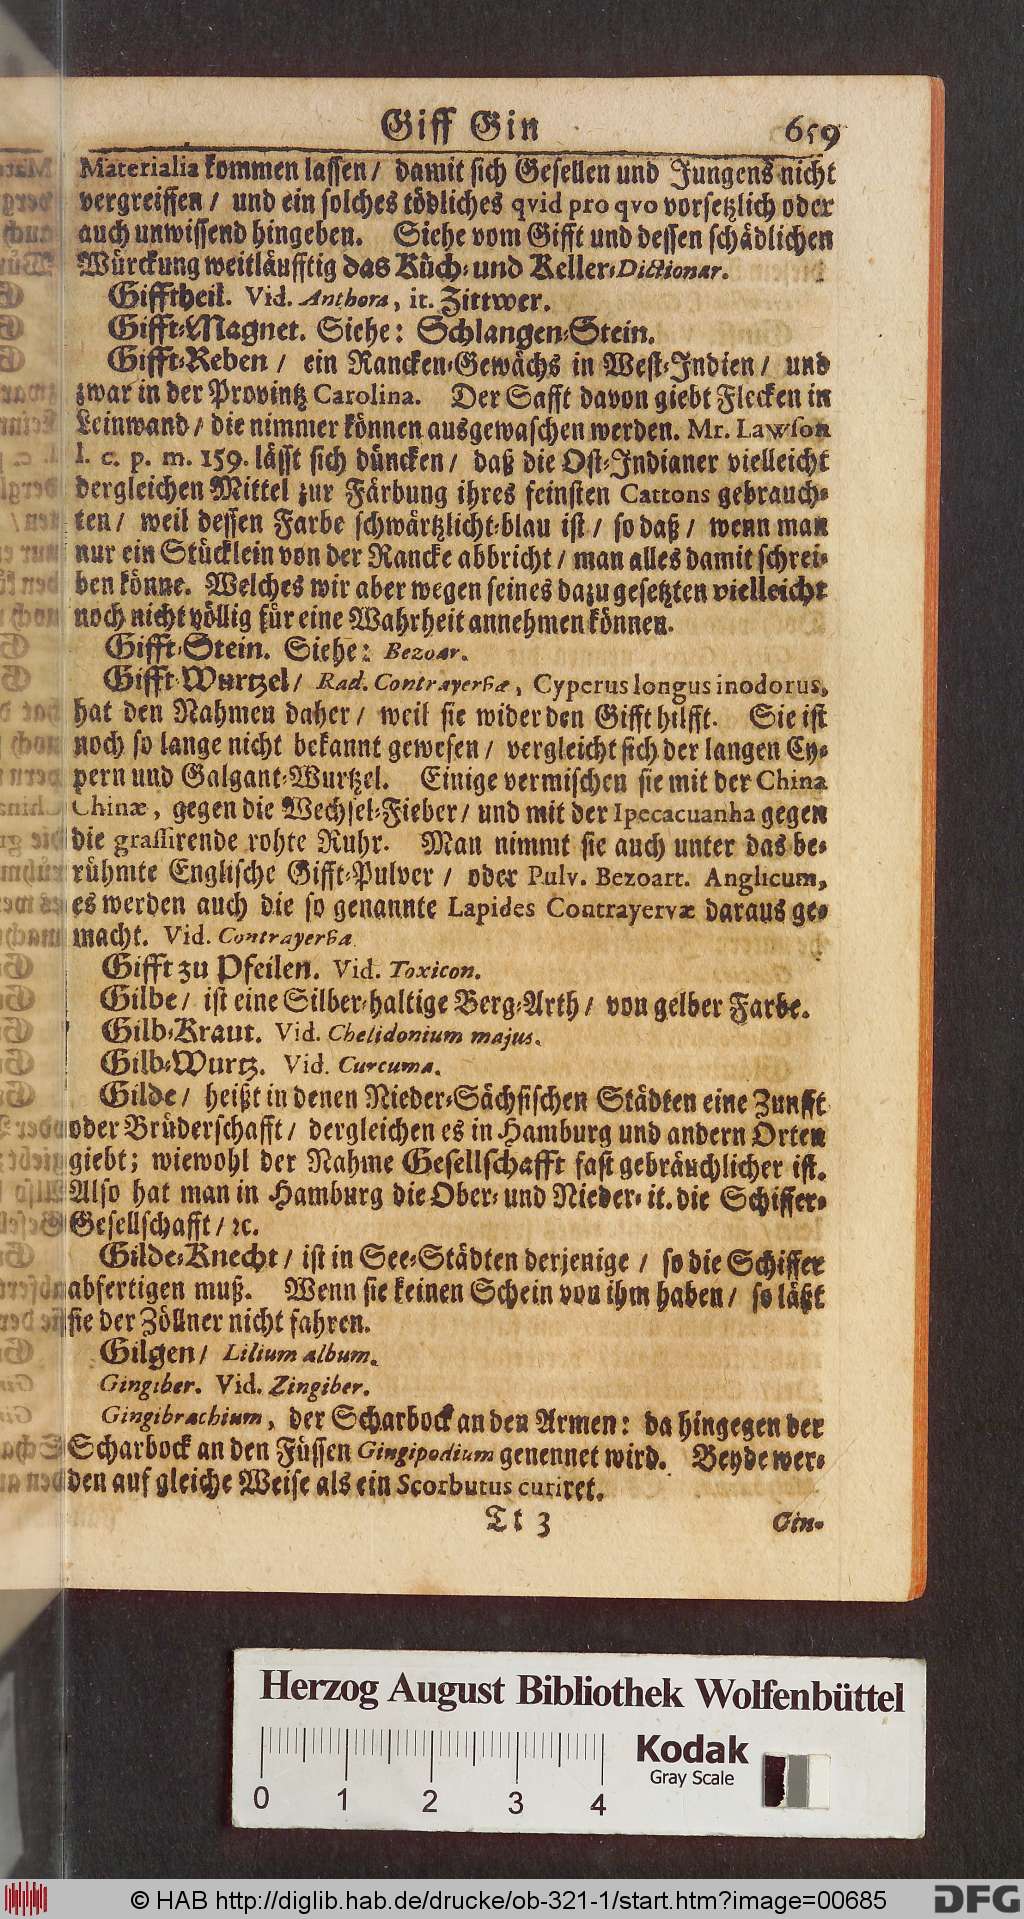 Giff Gin 659
Materialia kommen lassen / damit sich Gesellen und Jungens nicht
vergreiffen / und ein solches tödliches qvid pro qvo vorsetzlich oder
auch unwissend hingeben. Siehe vom Gifft und dessen schädlichen
Würckung weitläufftig das Küch- und Keller-Dictionar.
Gifftheil. Vid. Anthora, it. Zittwer.
Gifft-Magnet. Siehe: Schlangen-Stein.
Gifft-Reben / ein Rancken-Gewächs in West-Indien / und
zwar in der Provintz Carolina. Der Safft davon giebt Flecken in
Leinwand / die nimmer können ausgewaschen werden. Mr. Lawson
l. c. p. m. 159. lässt sich düncken / daß die Ost-Indianer vielleicht
dergleichen Mittel zur Färbung ihres feinsten Cattons gebrauch-
ten / weil dessen Farbe schwärtzlicht-blau ist / so daß / wenn man
nur ein Stücklein von der Rancke abbricht / man alles damit schrei-
ben könne. Welches wir aber wegen seines dazu gesetzten vielleicht
noch nicht völlig für eine Wahrheit annehmen können.
Gifft-Stein. Siehe: Bezoar.
Gifft-Wurtzel / Rad. Contrayervæ, Cyperus longus inodorus,
hat den Nahmen daher / weil sie wider den Gifft hilfft. Sie ist
noch so lange nicht bekannt gewesen / vergleicht sich der langen Cy-
pern und Galgant-Wurtzel. Einige vermischen sie mit der China
Chinæ, gegen die Wechsel-Fieber / und mit der Ipecacuanha gegen
die grassirende rohte Ruhr. Man nimmt sie auch unter das be-
rühmte Englische Gifft-Pulver / oder Pulv. Bezoart. Anglicum,
es werden auch die so genannte Lapides Contrayervæ daraus ge-
macht. Vid. Contrayerva
Gifft zu Pfeilen. Vid. Toxicon.
Gilbe / ist eine Silber-haltige Berg-Arth / von gelber Farbe.
Gilb-Kraut. Vid. Chelidonium majus.
Gilb-Wurtz. Vid. Curcuma.
Gilde / heißt in denen Nieder-Sächsischen Städten eine Zunfft
oder Brüderschafft / dergleichen es in Hamburg und andern Orten
giebt; wiewohl der Nahme Gesellschafft fast gebräuchlicher ist.
Also hat man in Hamburg die Ober- und Nieder- it. die Schiffer-
Gesellschafft / ꝛc.
Gilde-Knecht / ist in See-Städten derjenige / so die Schiffer
abfertigen muß. Wenn sie keinen Schein von ihm haben / so läßt
sie der Zöllner nicht fahren.
Gilgen / Lilium album.
Gingiber. Vid. Zingiber.
Gingibrachium, der Scharbock an den Armen: da hingegen der
Scharbock an den Füssen Gingipodium genennet wird. Beyde wer-
den auf gleiche Weise als ein Scorbutus curiret.
Tt 3 Gin-
Herzog August Bibliothek Wolfenbüttel
Kodak
Gray Scale
0 1 2 3 4
© HAB http://diglib.hab.de/drucke/ob-321-1/start.htm?image=00685
DFG